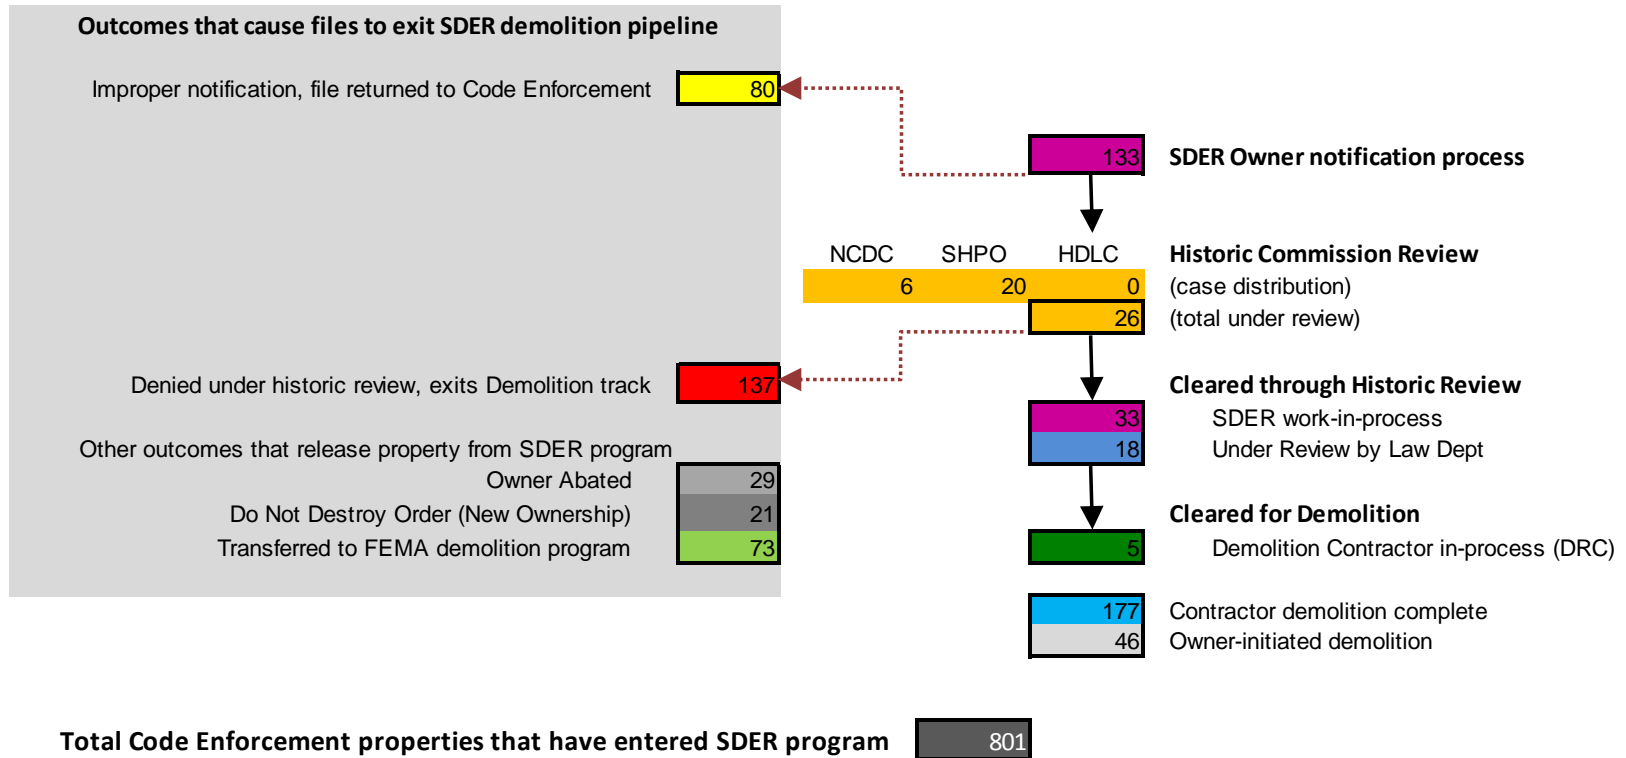 Outcomes that cause files to exit SDER demolition pipeline
Improper notification, file returned to Code Enforcement 80
133 SDER Owner notification process
NCDC SHPO HDLC Historic Commission Review
6 20 0 (case distribution)
26 (total under review)
Denied under historic review, exits Demolition track 137
Cleared through Historic Review
33 SDER work-in-process
Other outcomes that release property from SDER program
18 Under Review by Law Dept
Owner Abated 29
Do Not Destroy Order (New Ownership) 21
Cleared for Demolition
Transferred to FEMA demolition program 73
5 Demolition Contractor in-process (DRC)
177 Contractor demolition complete
46 Owner-initiated demolition
Total Code Enforcement properties that have entered SDER program 801